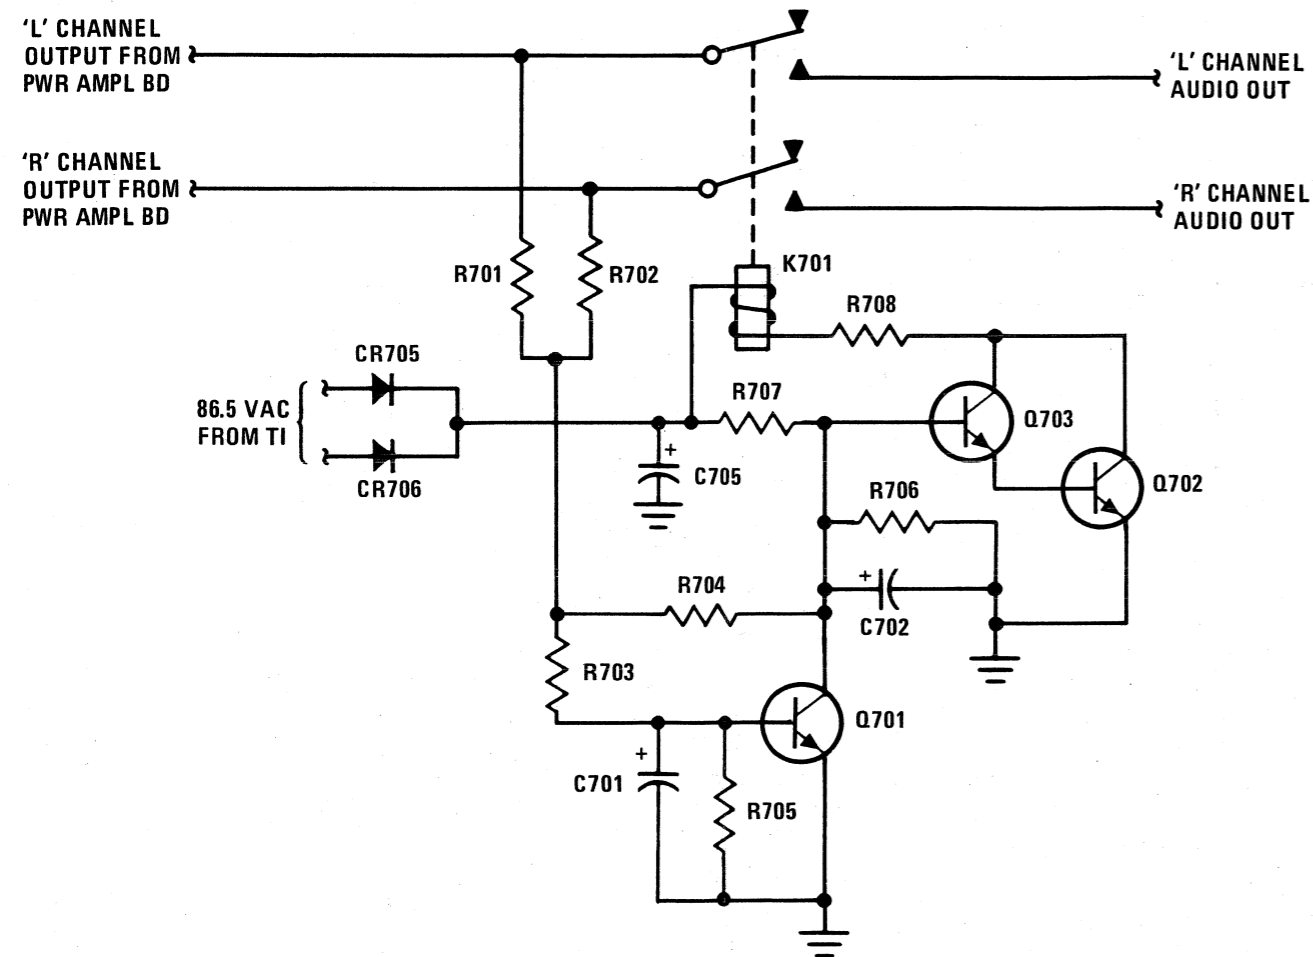 'L' CHANNEL
OUTPUT FROM
PWR AMPL BD
'L' CHANNEL
AUDIO OUT
'R' CHANNEL
OUTPUT FROM
PWR AMPL BD
'R' CHANNEL
AUDIO OUT
R701
R702
K701
R708
CR705
R707
86.5 VAC
FROM TI
Q703
CR706
+
C705
R706
Q702
R704
+
C702
R703
Q701
+
C701
R705